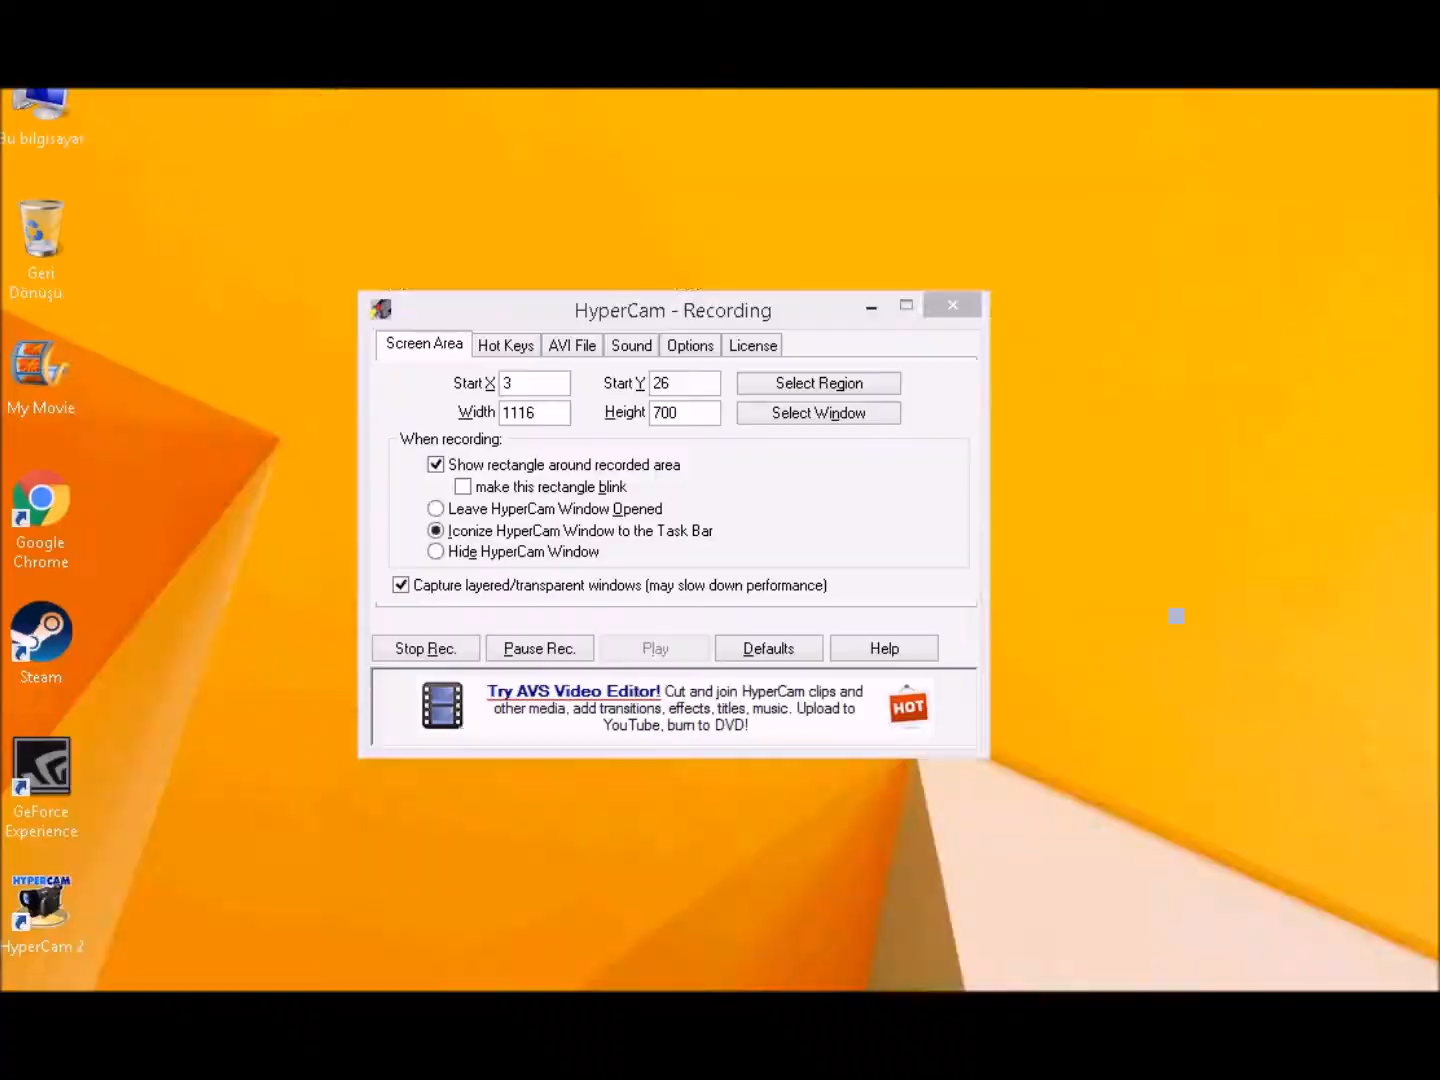 Bu bilgisayar
Geri
Dönüşü...
My Movie
Google
Chrome
Steam
GeForce
Experience
HYPERCAM
HyperCam 2
HyperCam - Recording
Screen Area
Hot Keys
AVI File
Sound
Options
License
Start X 3
Start Y 26
Select Region
Width 1116
Height 700
Select Window
When recording:
Show rectangle around recorded area
make this rectangle blink
Leave HyperCam Window Opened
Iconize HyperCam Window to the Task Bar
Hide HyperCam Window
Capture layered/transparent windows (may slow down performance)
Stop Rec.
Pause Rec.
Play
Defaults
Help
Try AVS Video Editor! Cut and join HyperCam clips and
other media, add transitions, effects, titles, music. Upload to
YouTube, burn to DVD!
HOT